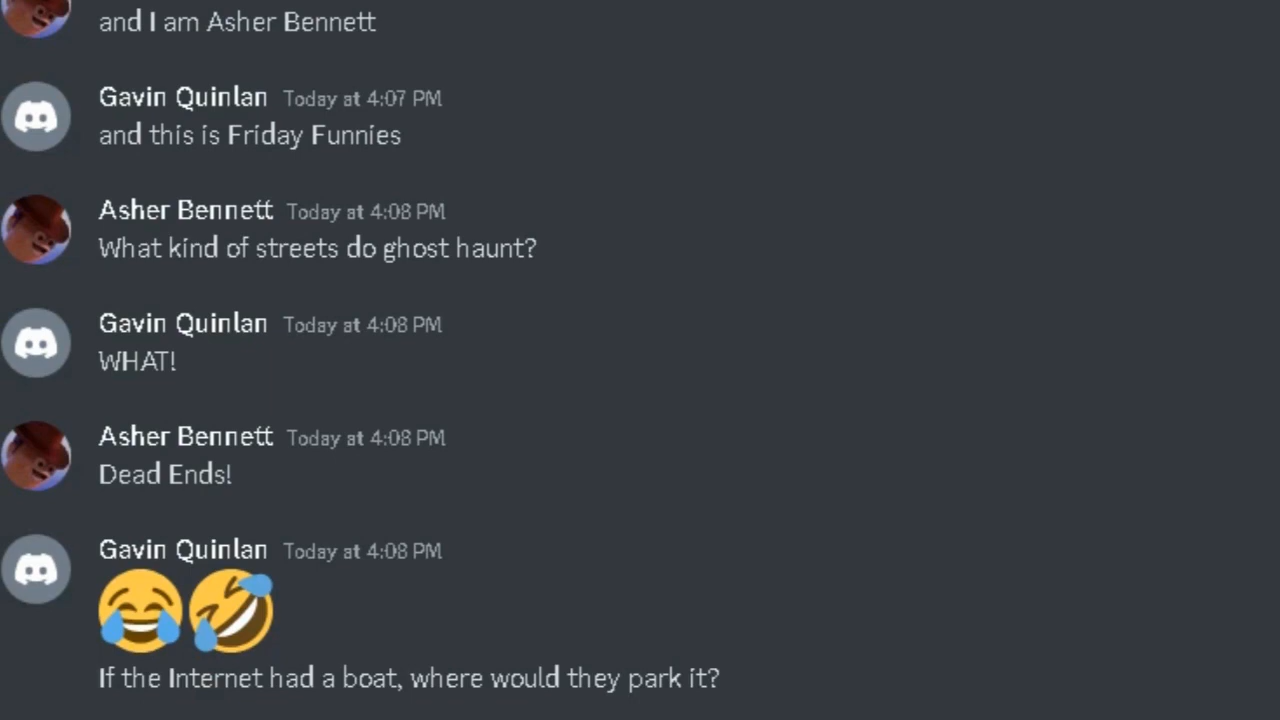 and I am Asher Bennett
Gavin Quinlan Today at 4:07 PM
and this is Friday Funnies
Asher Bennett Today at 4:08 PM
What kind of streets do ghost haunt?
Gavin Quinlan Today at 4:08 PM
WHAT!
Asher Bennett Today at 4:08 PM
Dead Ends!
Gavin Quinlan Today at 4:08 PM
If the Internet had a boat, where would they park it?